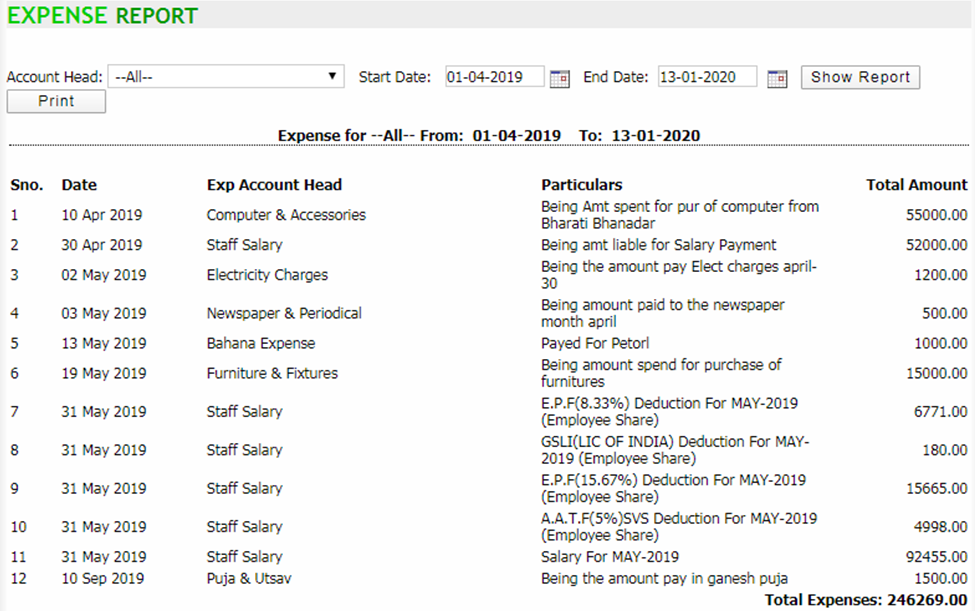 EXPENSE REPORT
Account Head: --All-- Start Date: 01-04-2019 End Date: 13-01-2020 Show Report
Print
Expense for --All-- From: 01-04-2019 To: 13-01-2020
Sno. Date Exp Account Head Particulars Total Amount
1 10 Apr 2019 Computer & Accessories Being Amt spent for pur of computer from
Bharati Bhanadar 55000.00
2 30 Apr 2019 Staff Salary Being amt liable for Salary Payment 52000.00
3 02 May 2019 Electricity Charges Being the amount pay Elect charges april-
30 1200.00
4 03 May 2019 Newspaper & Periodical Being amount paid to the newspaper
month april 500.00
5 13 May 2019 Bahana Expense Payed For Petorl 1000.00
6 19 May 2019 Furniture & Fixtures Being amount spend for purchase of
furnitures 15000.00
7 31 May 2019 Staff Salary E.P.F(8.33%) Deduction For MAY-2019
(Employee Share) 6771.00
8 31 May 2019 Staff Salary GSLI(LIC OF INDIA) Deduction For MAY-
2019 (Employee Share) 180.00
9 31 May 2019 Staff Salary E.P.F(15.67%) Deduction For MAY-2019
(Employee Share) 15665.00
10 31 May 2019 Staff Salary A.A.T.F(5%)SVS Deduction For MAY-2019
(Employee Share) 4998.00
11 31 May 2019 Staff Salary Salary For MAY-2019 92455.00
12 10 Sep 2019 Puja & Utsav Being the amount pay in ganesh puja 1500.00
Total Expenses: 246269.00